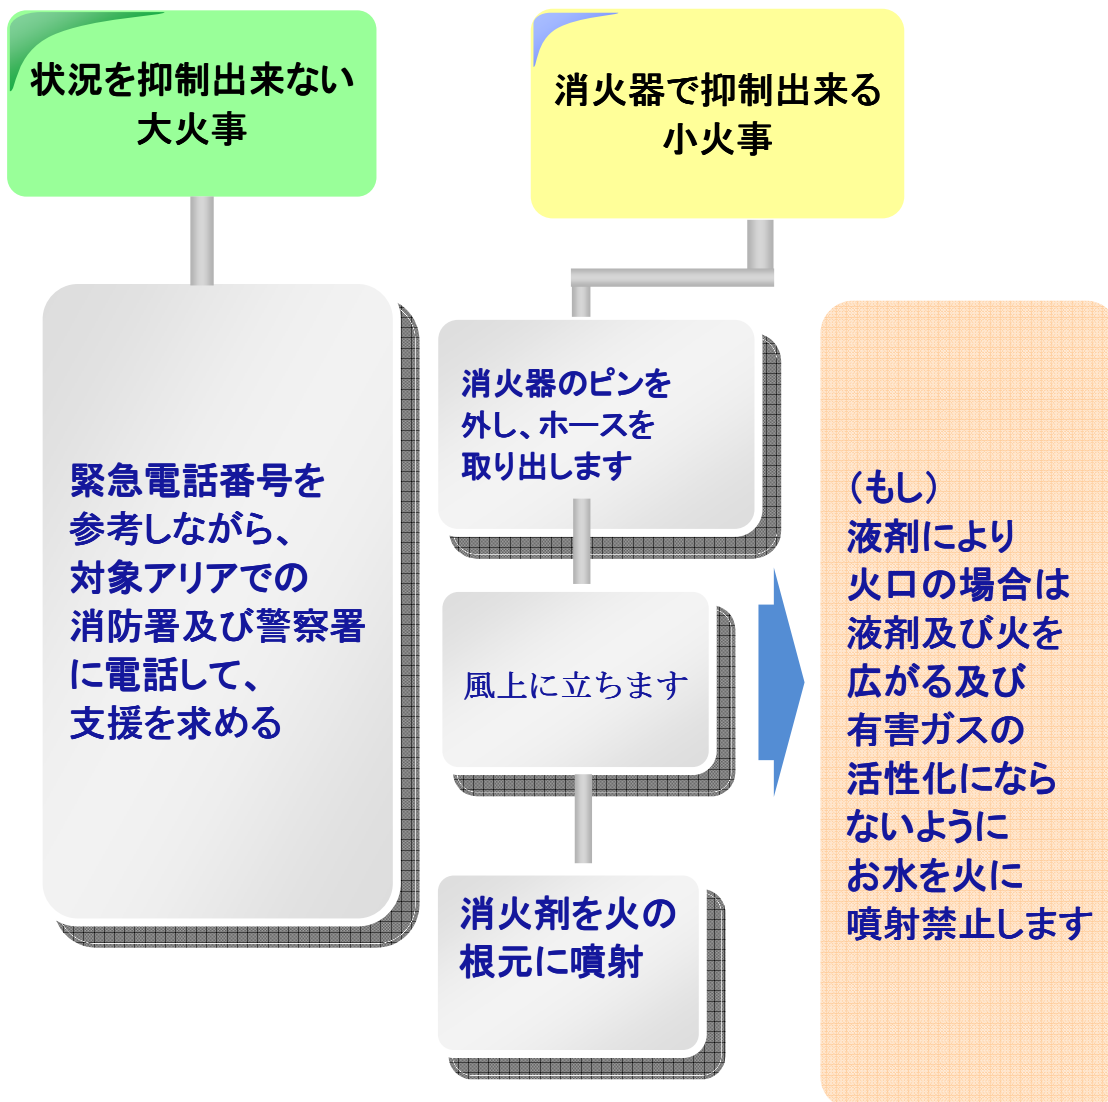 状況を抑制出来ない
大火事
消火器で抑制出来る
小火事
緊急電話番号を
参考しながら、
対象アリアでの
消防署及び警察署
に電話して、
支援を求める
消火器のピンを
外し、ホースを
取り出します
風上に立ちます
消火剤を火の
根元に噴射
（もし）
液剤により
火口の場合は
液剤及び火を
広がる及び
有害ガスの
活性化になら
ないように
お水を火に
噴射禁止します